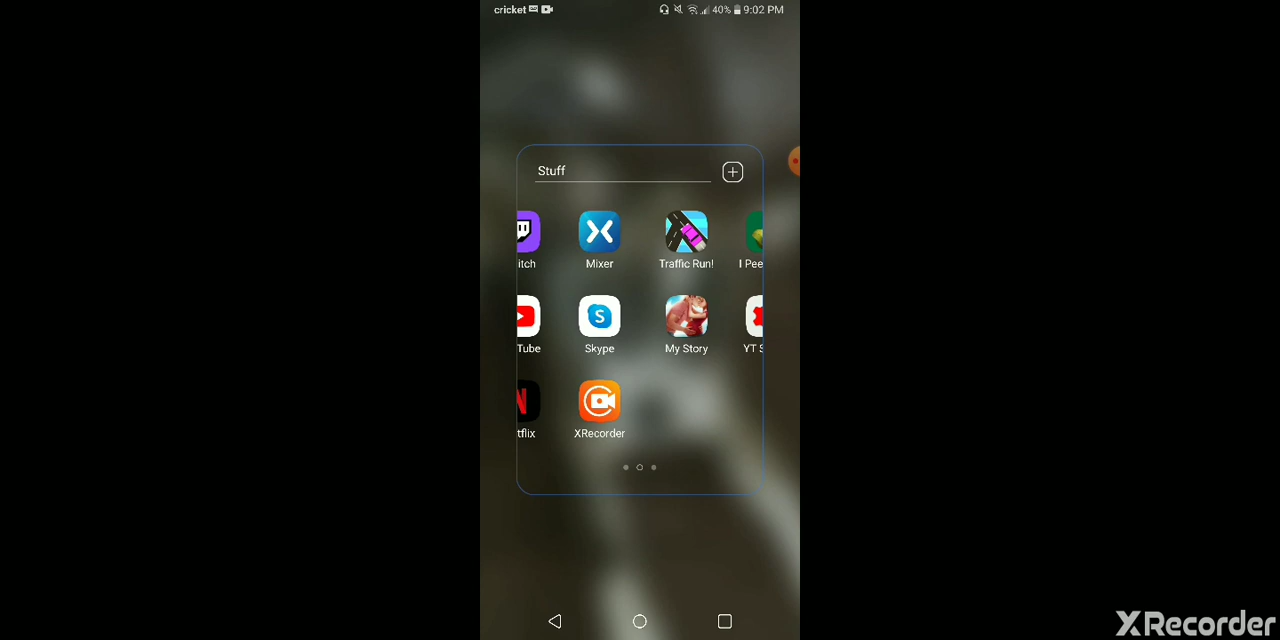 cricket 40% 9:02 PM
Stuff
itch Mixer Traffic Run! I Pee
Tube Skype My Story YT S
tflix XRecorder
XRecorder